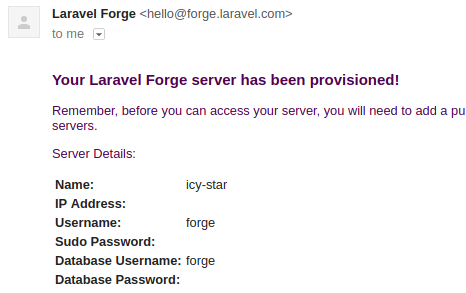 Laravel Forge <hello@forge.laravel.com>
to me
Your Laravel Forge server has been provisioned!
Remember, before you can access your server, you will need to add a pu
servers.
Server Details:
Name: icy-star
IP Address:
Username: forge
Sudo Password:
Database Username: forge
Database Password: